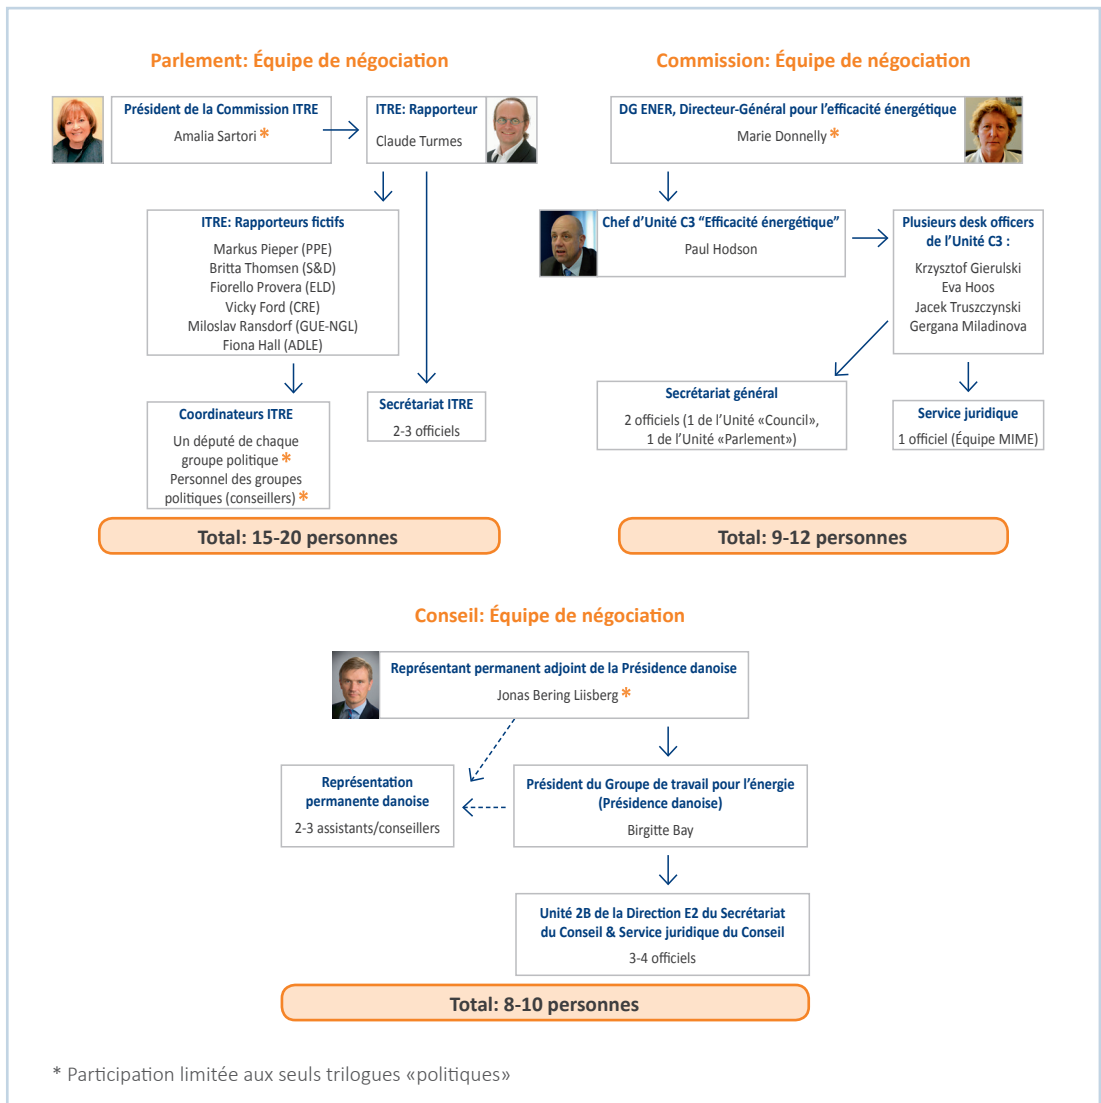 Parlement: Équipe de négociation
Président de la Commission ITRE
Amalia Sartori *
ITRE: Rapporteur
Claude Turmes
ITRE: Rapporteurs fictifs
Markus Pieper (PPE)
Britta Thomsen (S&D)
Fiorello Provera (ELD)
Vicky Ford (CRE)
Miloslav Ransdorf (GUE-NGL)
Fiona Hall (ADLE)
Coordinateurs ITRE
Un député de chaque
groupe politique *
Personnel des groupes
politiques (conseillers) *
Secrétariat ITRE
2-3 officiels
Total: 15-20 personnes
Commission: Équipe de négociation
DG ENER, Directeur-Général pour l’efficacité énergétique
Marie Donnelly *
Chef d’Unité C3 “Efficacité énergétique”
Paul Hodson
Plusieurs desk officers
de l’Unité C3 :
Krzysztof Gierulski
Eva Hoos
Jacek Truszczynski
Gergana Miladinova
Secrétariat général
2 officiels (1 de l’Unité «Council»,
1 de l’Unité «Parlement»)
Service juridique
1 officiel (Équipe MIME)
Total: 9-12 personnes
Conseil: Équipe de négociation
Représentant permanent adjoint de la Présidence danoise
Jonas Bering Liisberg *
Représentation
permanente danoise
2-3 assistants/conseillers
Président du Groupe de travail pour l’énergie
(Présidence danoise)
Birgitte Bay
Unité 2B de la Direction E2 du Secrétariat
du Conseil & Service juridique du Conseil
3-4 officiels
Total: 8-10 personnes
* Participation limitée aux seuls trilogues «politiques»